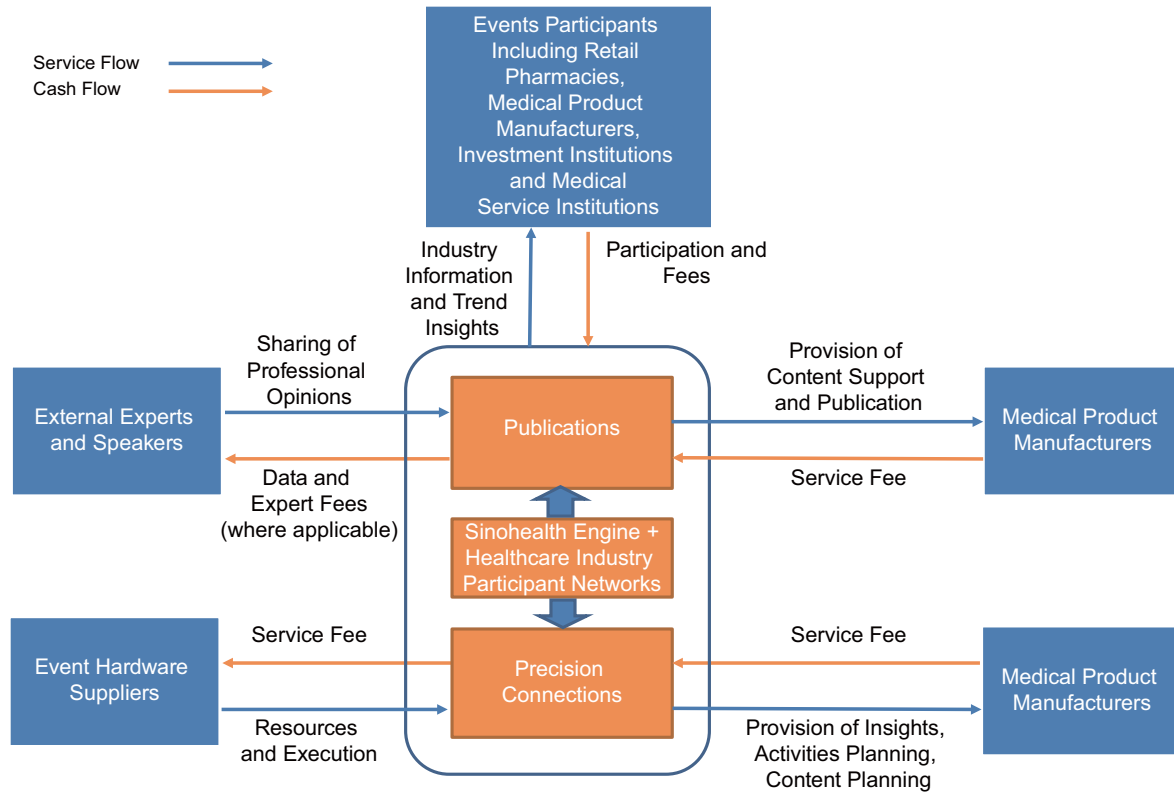 Service Flow
Cash Flow
Events Participants
Including Retail
Pharmacies,
Medical Product
Manufacturers,
Investment Institutions
and Medical
Service Institutions
Industry
Information
and Trend
Insights
Participation and
Fees
External Experts
and Speakers
Sharing of
Professional
Opinions
Data and
Expert Fees
(where applicable)
Publications
Provision of
Content Support
and Publication
Service Fee
Medical Product
Manufacturers
Sinohealth Engine +
Healthcare Industry
Participant Networks
Event Hardware
Suppliers
Service Fee
Resources
and Execution
Precision
Connections
Service Fee
Provision of Insights,
Activities Planning,
Content Planning
Medical Product
Manufacturers